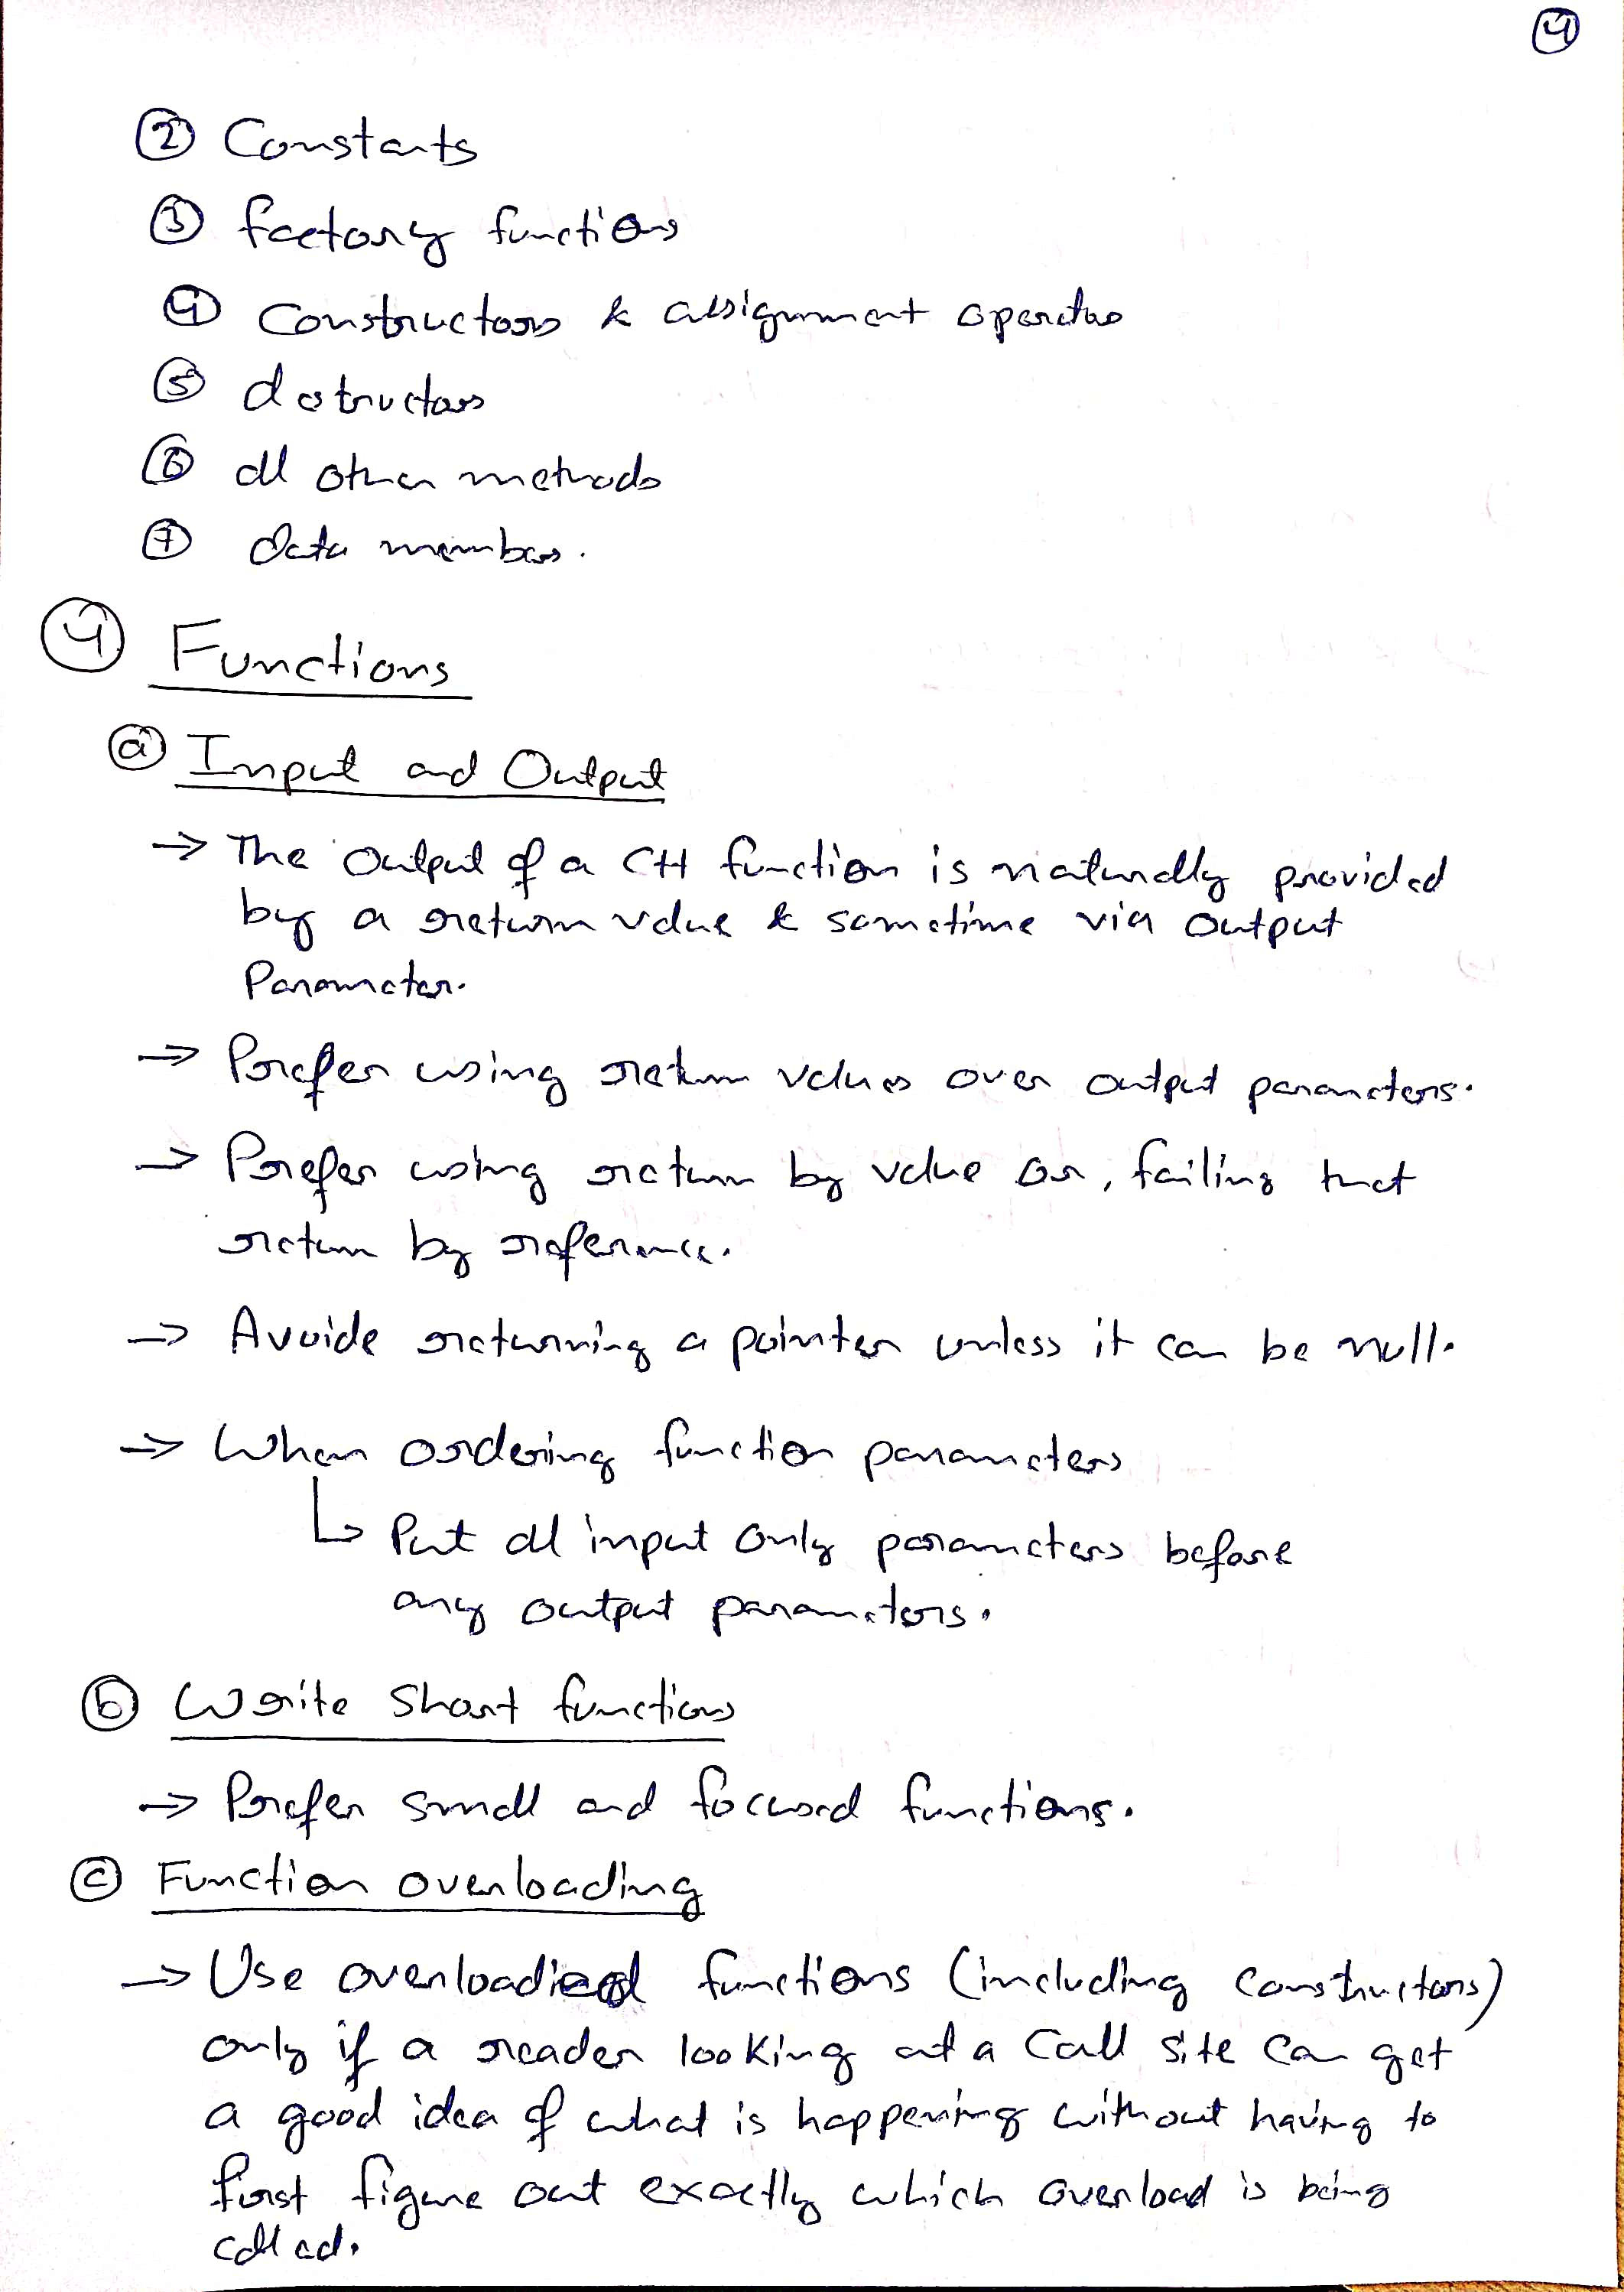 ④
② Constants
③ factory functions
④ Constructors & assignment operator
⑤ destructors
⑥ all other methods
⑦ data members.
④ Functions
ⓐ Input and Output
→ The Output of a C++ function is naturally provided
by a return value & sometime via output
Parameter.
→ Prefer using return values over output parameters.
→ Prefer using return by value or, failing that
return by reference.
→ Avoide returning a pointer unless it can be null.
→ When ordering function parameters
↳ Put all input only parameters before
any output parameters.
ⓑ Write Short functions
→ Prefer small and focused functions.
ⓒ Function overloading
→ Use overloaded functions (including constructors)
only if a reader looking at a Call Site can get
a good idea of what is happening without having to
first figure out exactly which overload is being
called.